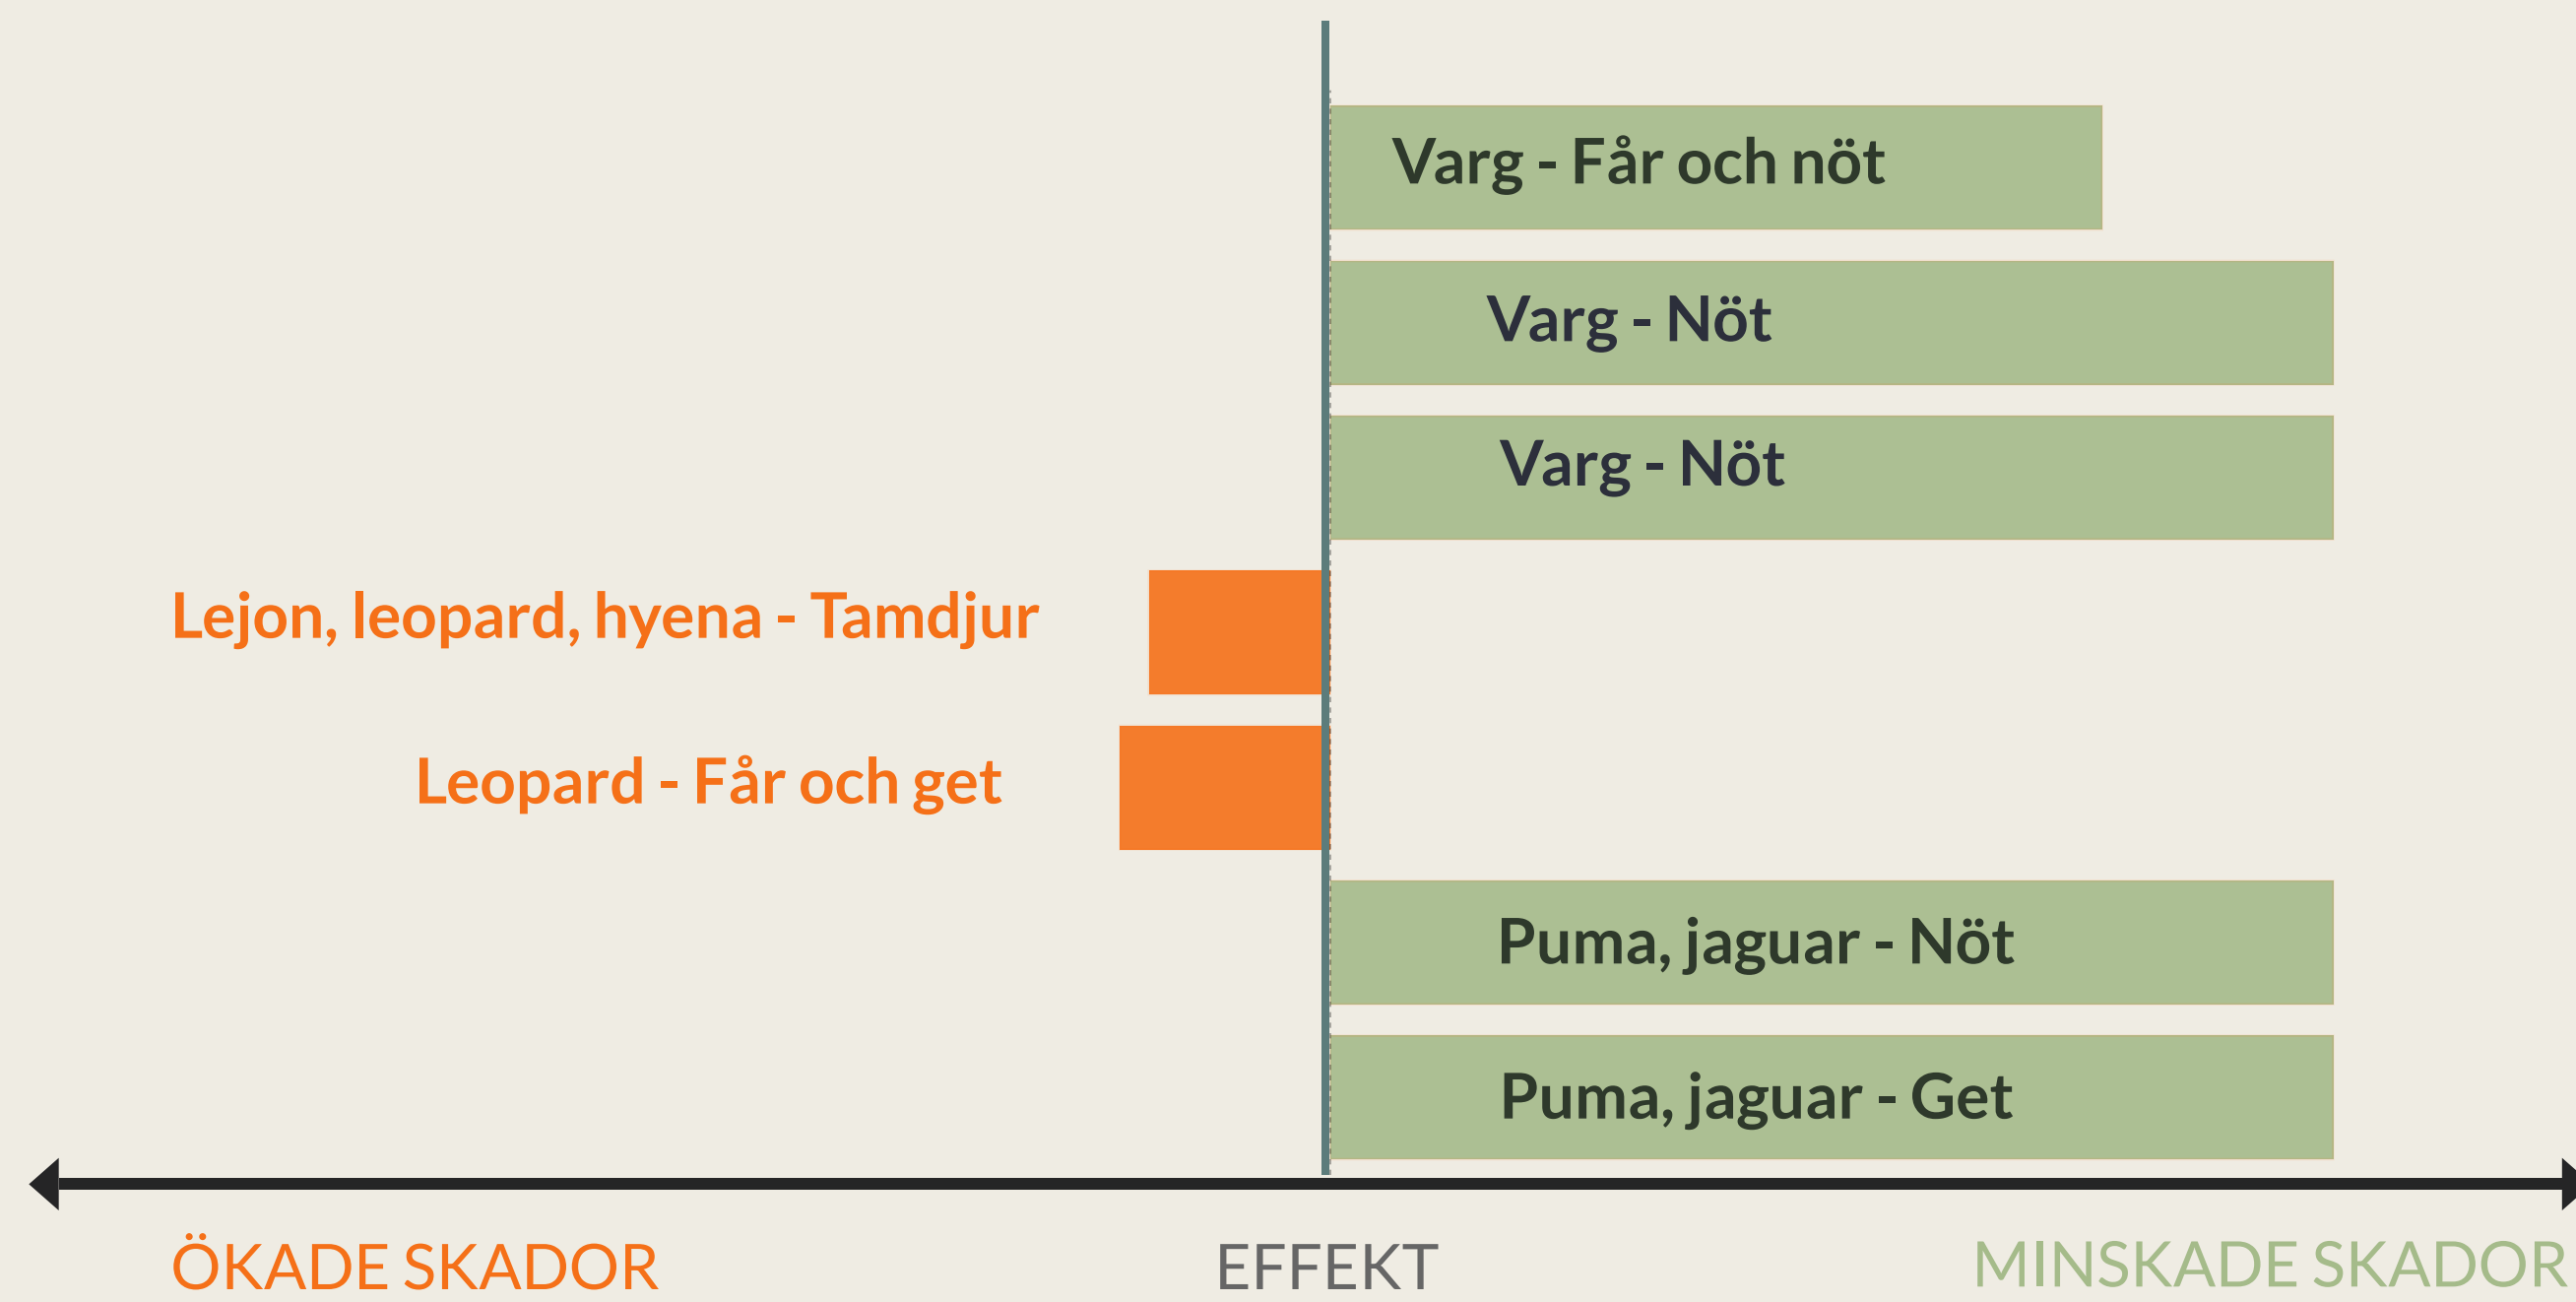 Varg - Får och nöt
Varg - Nöt
Varg - Nöt
Lejon, leopard, hyena - Tamdjur
Leopard - Får och get
Puma, jaguar - Nöt
Puma, jaguar - Get
ÖKADE SKADOR
EFFEKT
MINSKADE SKADOR